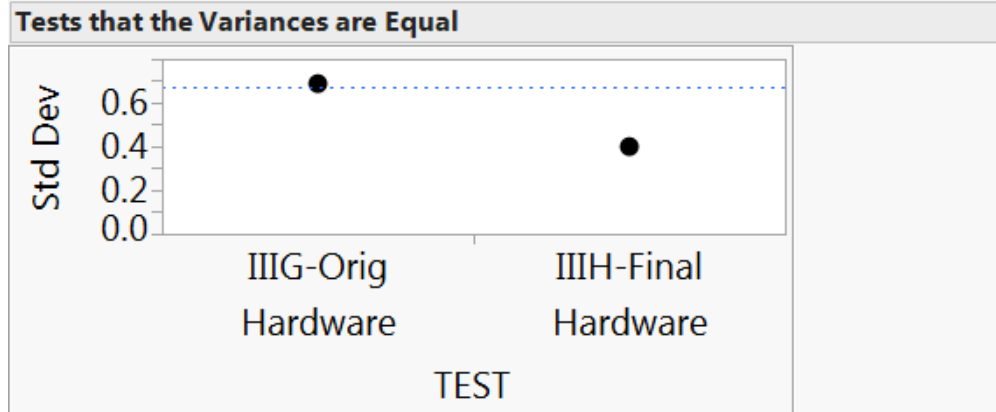 Tests that the Variances are Equal
Std Dev
0.6
0.4
0.2
0.0
IIIG-Orig
Hardware
IIIH-Final
Hardware
TEST